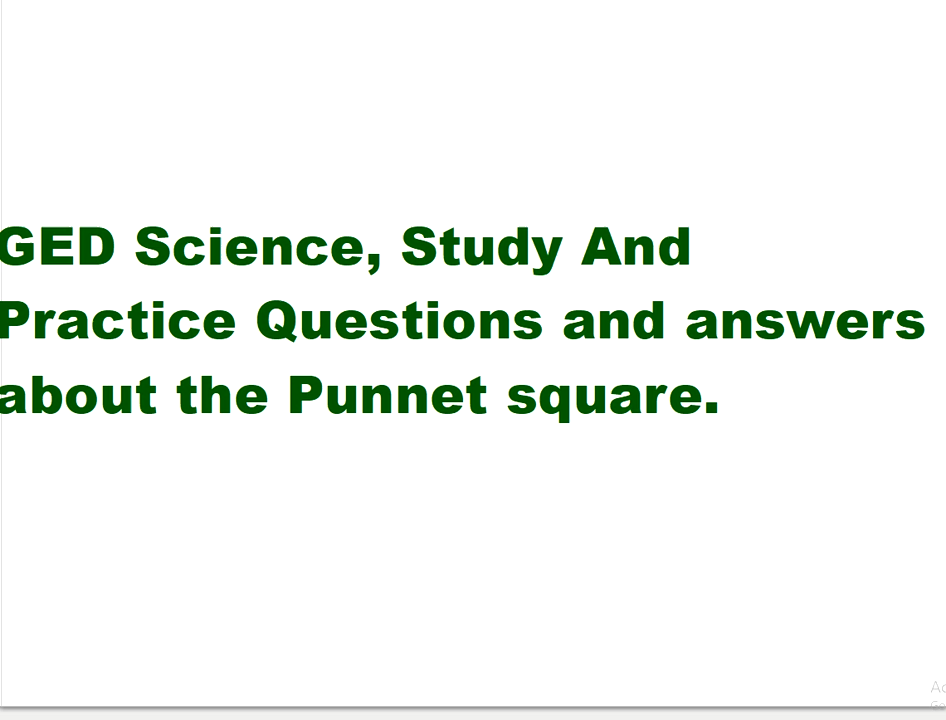 GED Science, Study And
Practice Questions and answers
about the Punnet square.